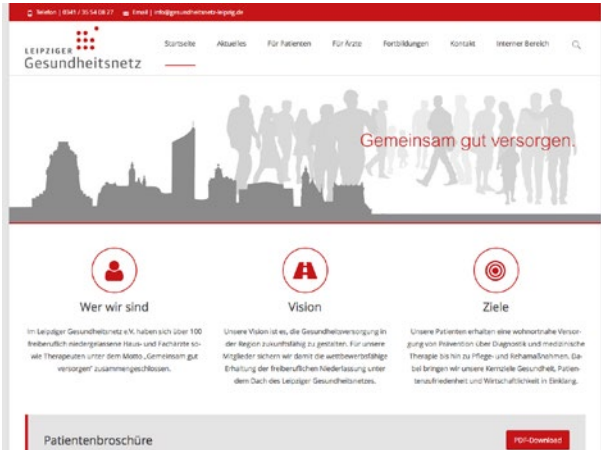 Telefon | 0341 / 35 54 08 27 Email | info@gesundheitsnetz-leipzig.de
LEIPZIGER
Gesundheitsnetz
Startseite Aktuelles Für Patienten Für Ärzte Fortbildungen Kontakt Interner Bereich
Gemeinsam gut versorgen.
Wer wir sind
Im Leipziger Gesundheitsnetz e.V. haben sich über 100
freiberuflich niedergelassene Haus- und Fachärzte so-
wie Therapeuten unter dem Motto „Gemeinsam gut
versorgen" zusammengeschlossen.
Vision
Unsere Vision ist es, die Gesundheitsversorgung in
der Region zukunftsfähig zu gestalten. Für unsere
Mitglieder sichern wir damit die wettbewerbsfähige
Erhaltung der freiberuflichen Niederlassung unter
dem Dach des Leipziger Gesundheitsnetzes.
Ziele
Unsere Patienten erhalten eine wohnortnahe Versor-
gung von Prävention über Diagnostik und medizinische
Therapie bis hin zu Pflege- und Rehamaßnahmen. Da-
bei bringen wir unsere Kernziele Gesundheit, Patien-
tenzufriedenheit und Wirtschaftlichkeit in Einklang.
Patientenbroschüre
PDF-Download